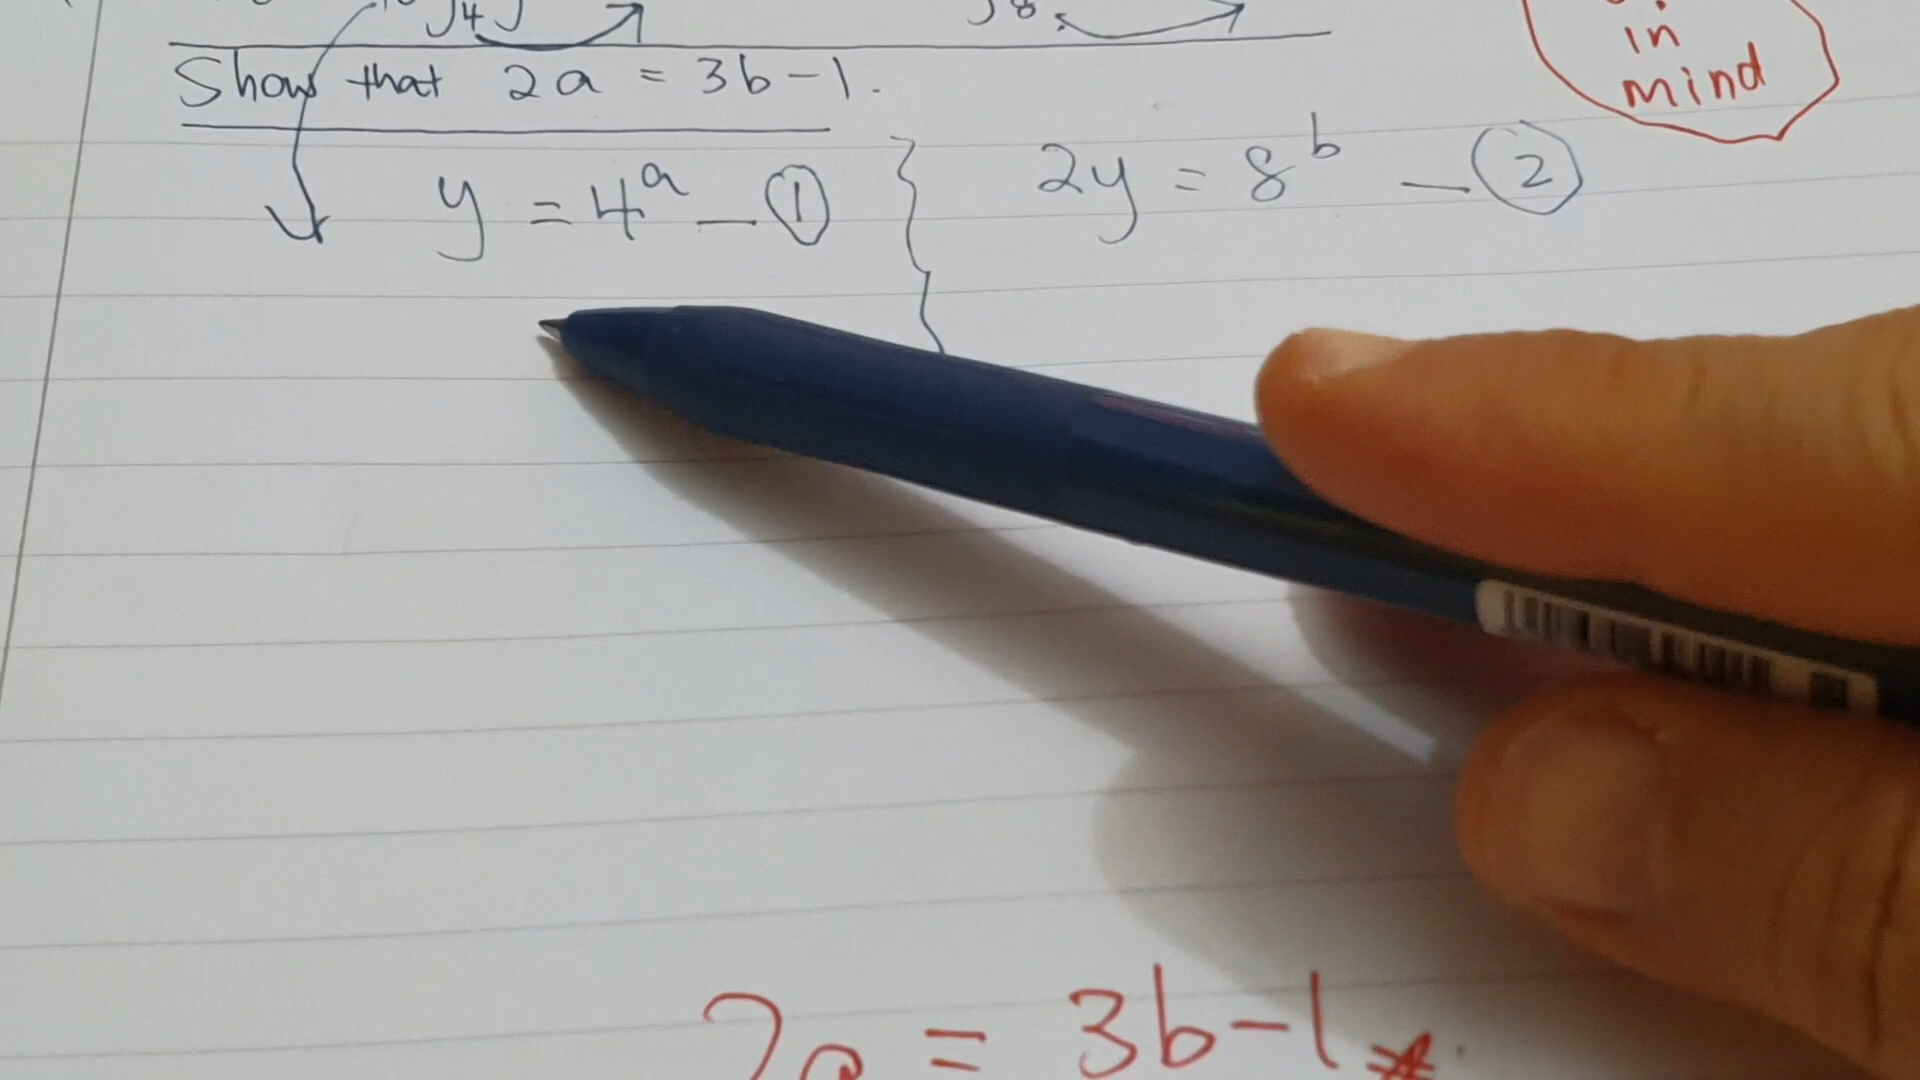 in
mind
Show that 2a = 3b - 1.
y = 4^a — ① } 2y = 8^b — ②
2a = 3b - 1